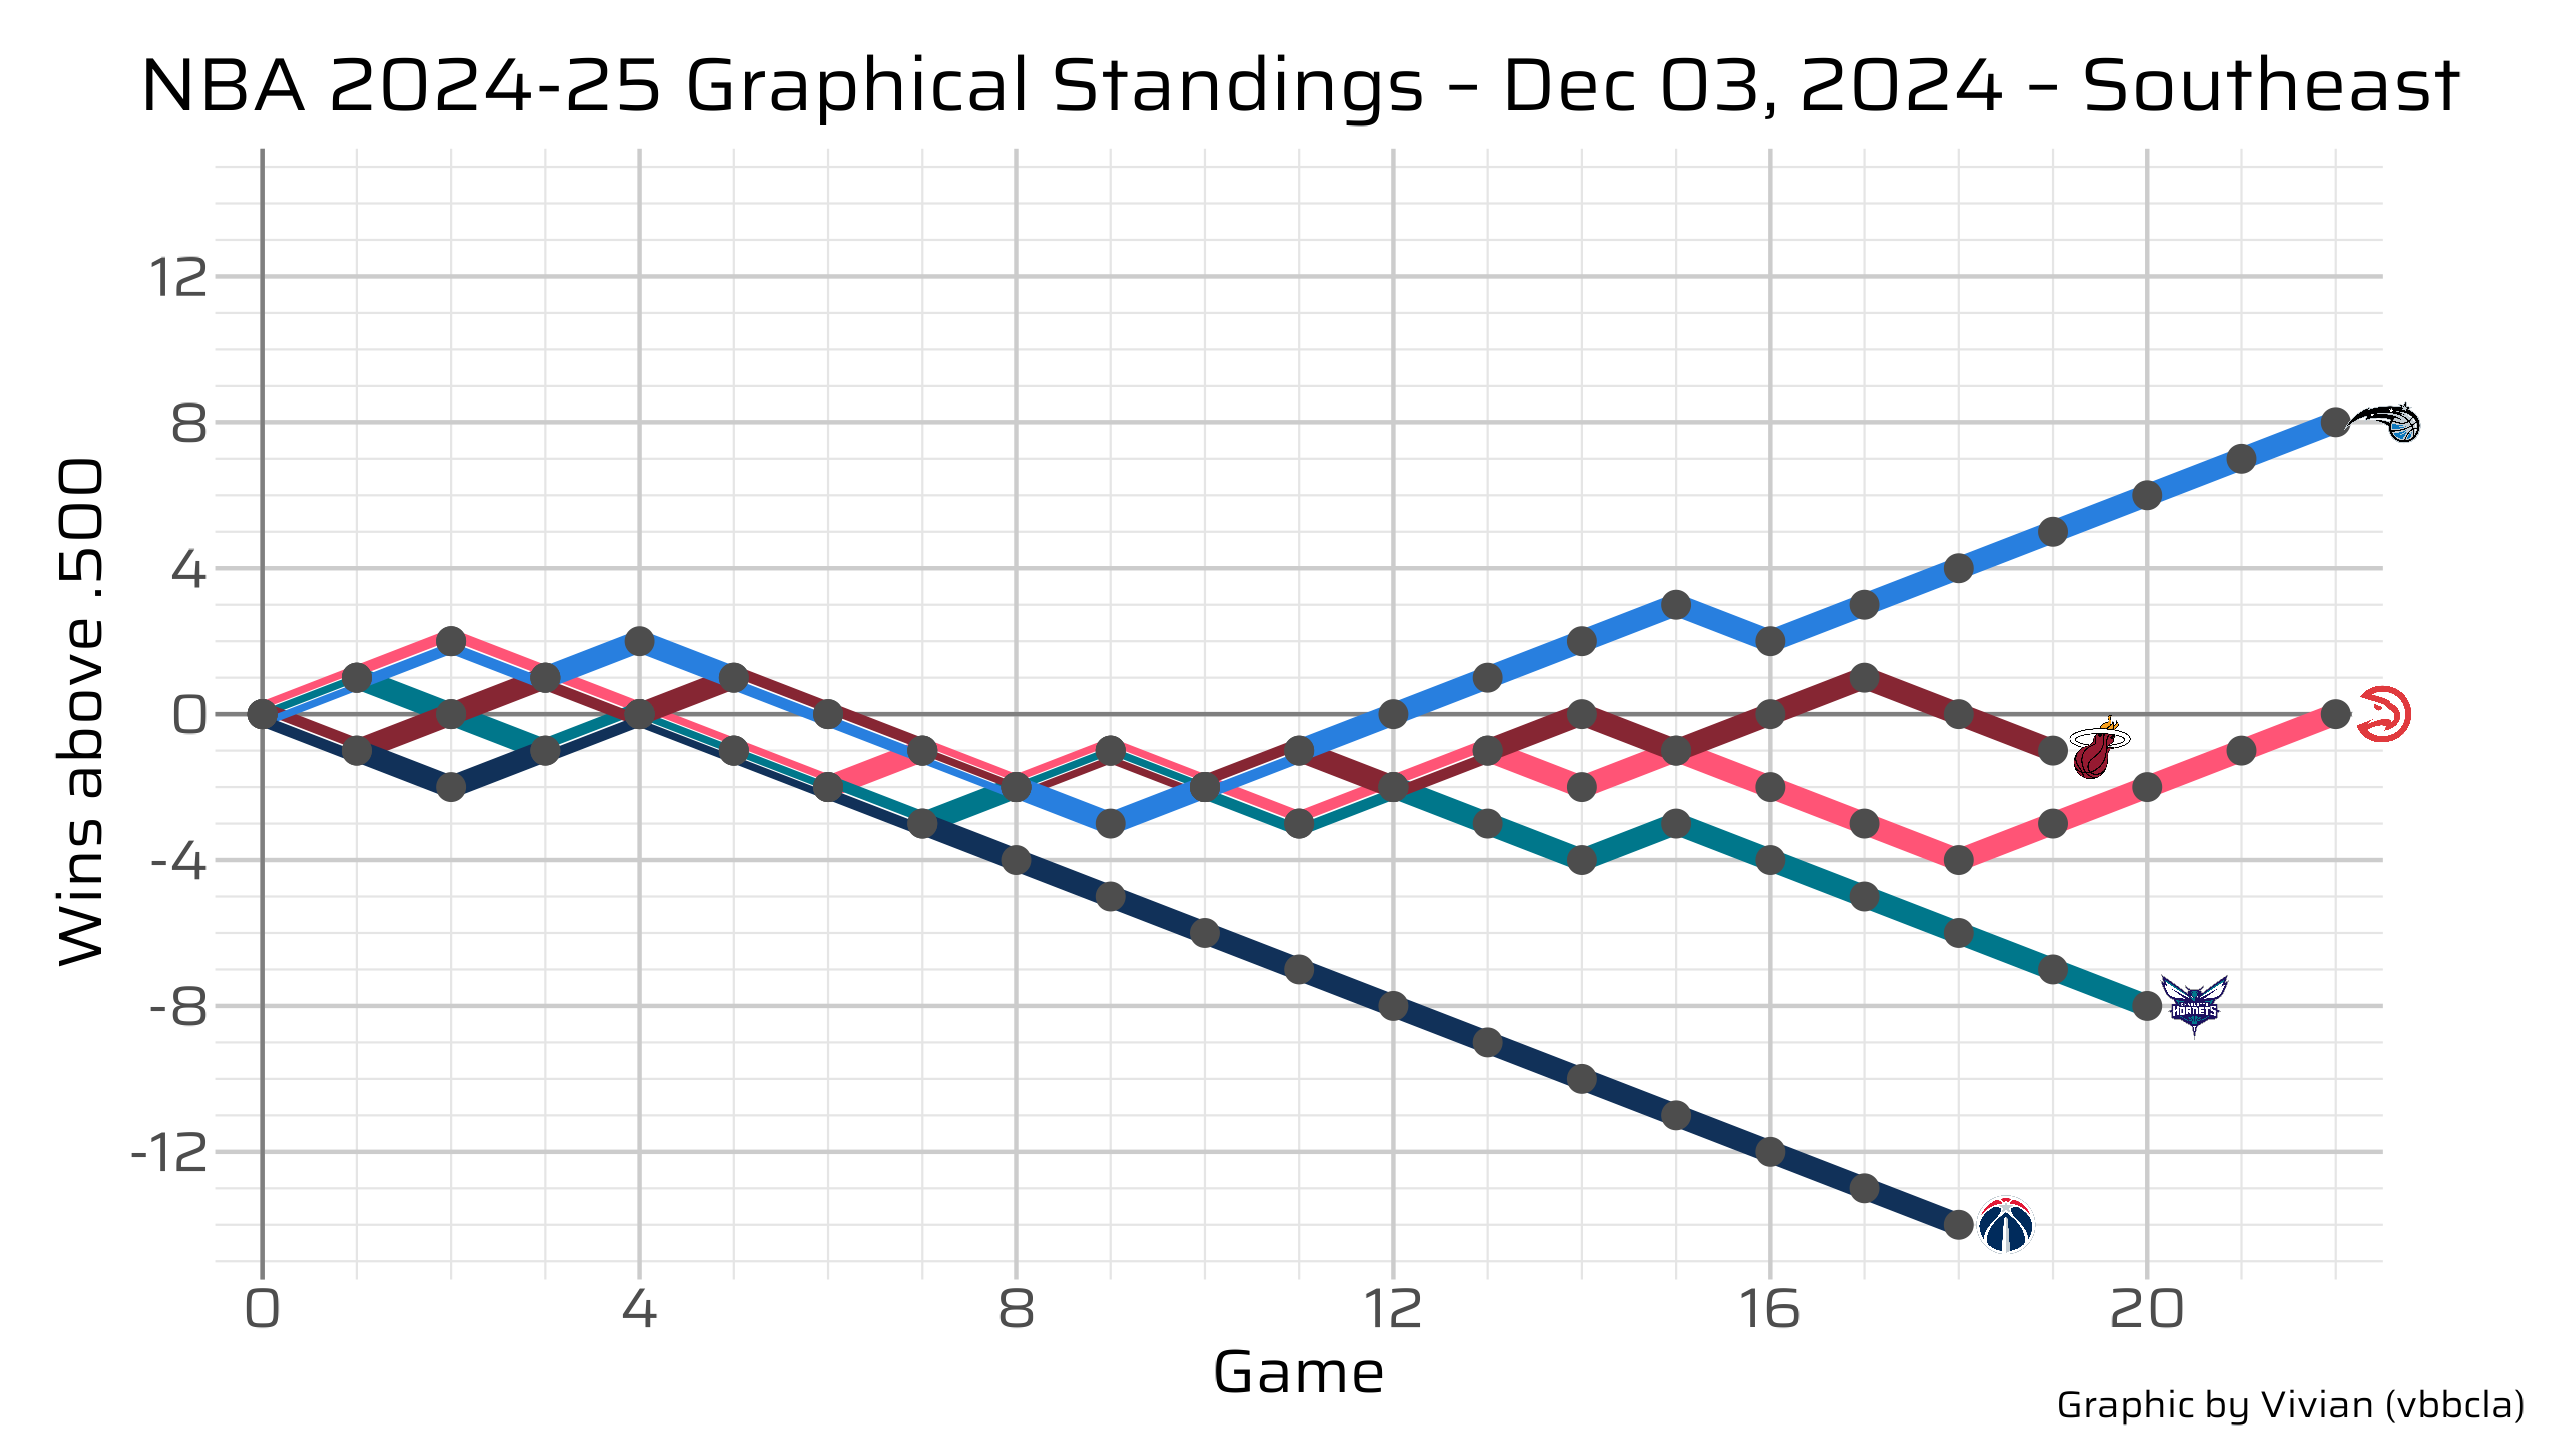 NBA 2024-25 Graphical Standings - Dec 03, 2024 - Southeast
Wins above .500
12
8
4
0
-4
-8
-12
HORNETS
0 4 8 12 16 20
Game
Graphic by Vivian (vbbcla)